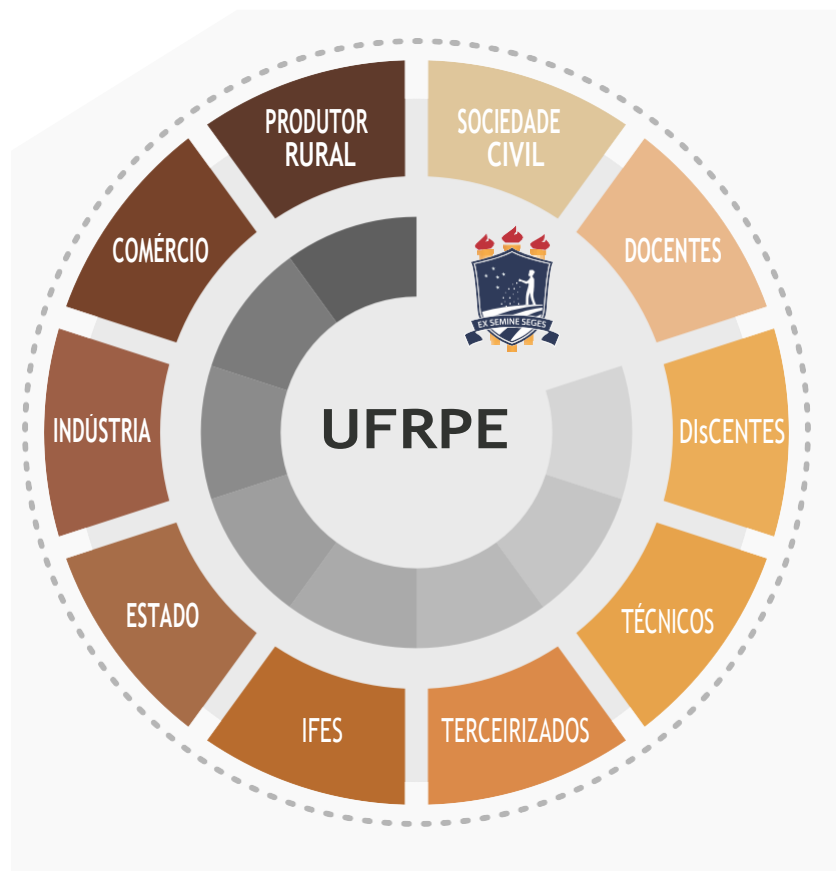 PRODUTOR
RURAL
SOCIEDADE
CIVIL
COMÉRCIO
DOCENTES
EX SEMINE SEGES
INDÚSTRIA
UFRPE
DIsCENTES
ESTADO
TÉCNICOS
IFES
TERCEIRIZADOS